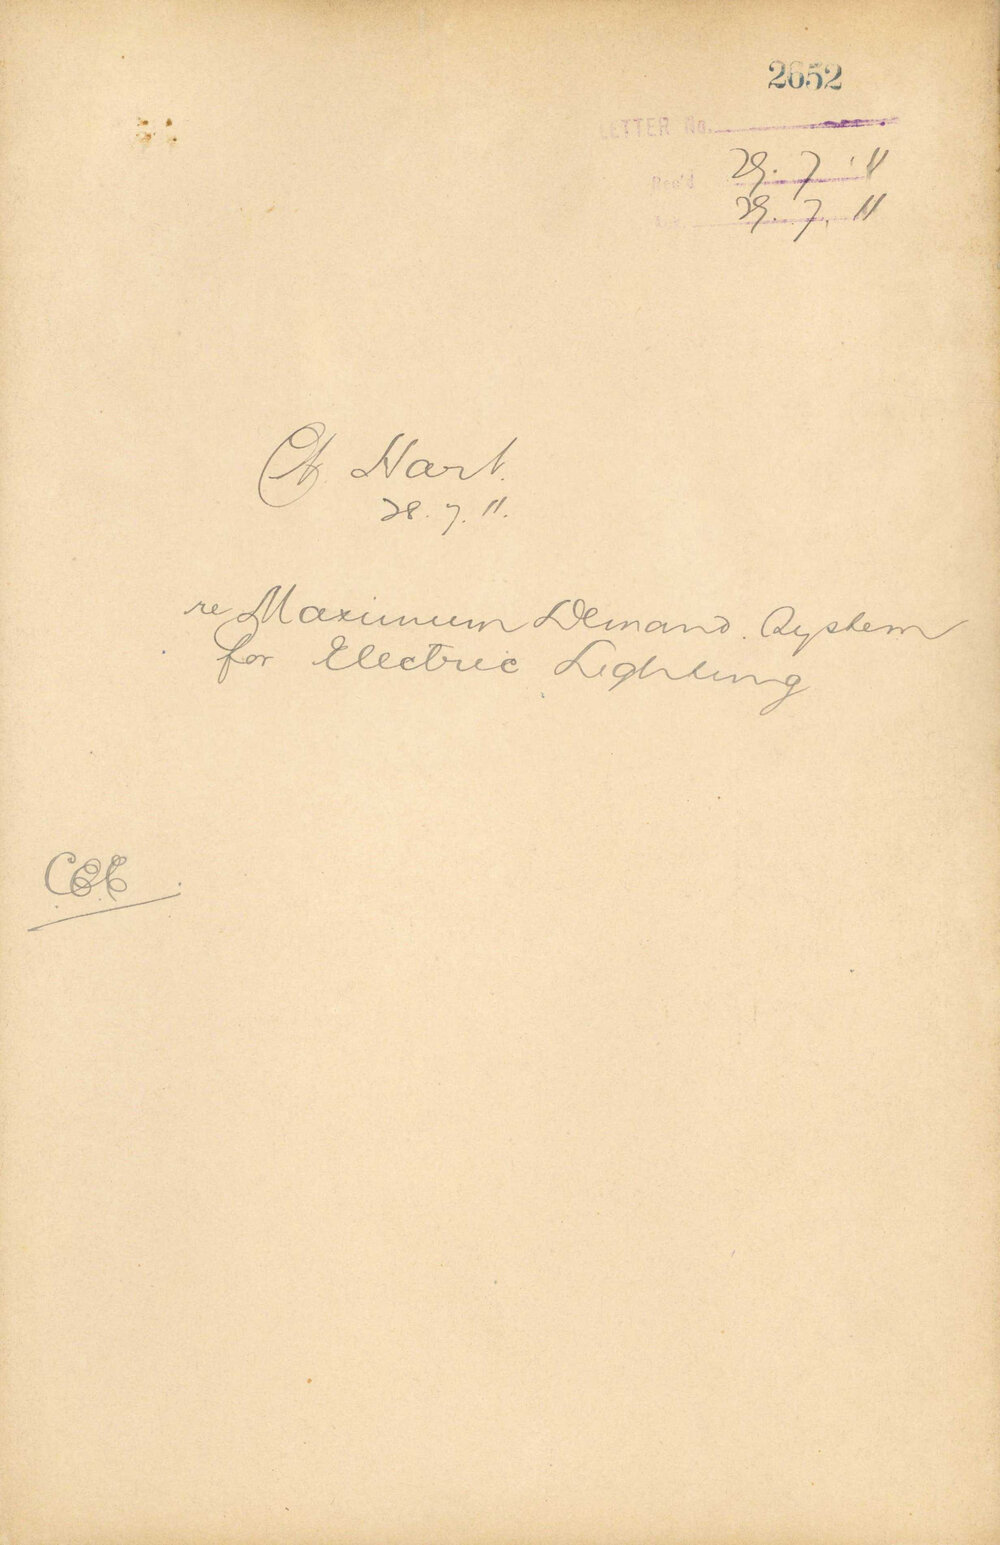 2652
LETTER No.
Rec'd 29. 7. 11
Ans. 29. 7. 11
Hart.
28. 7. 11.
re Maximum Demand System
for Electric Lighting